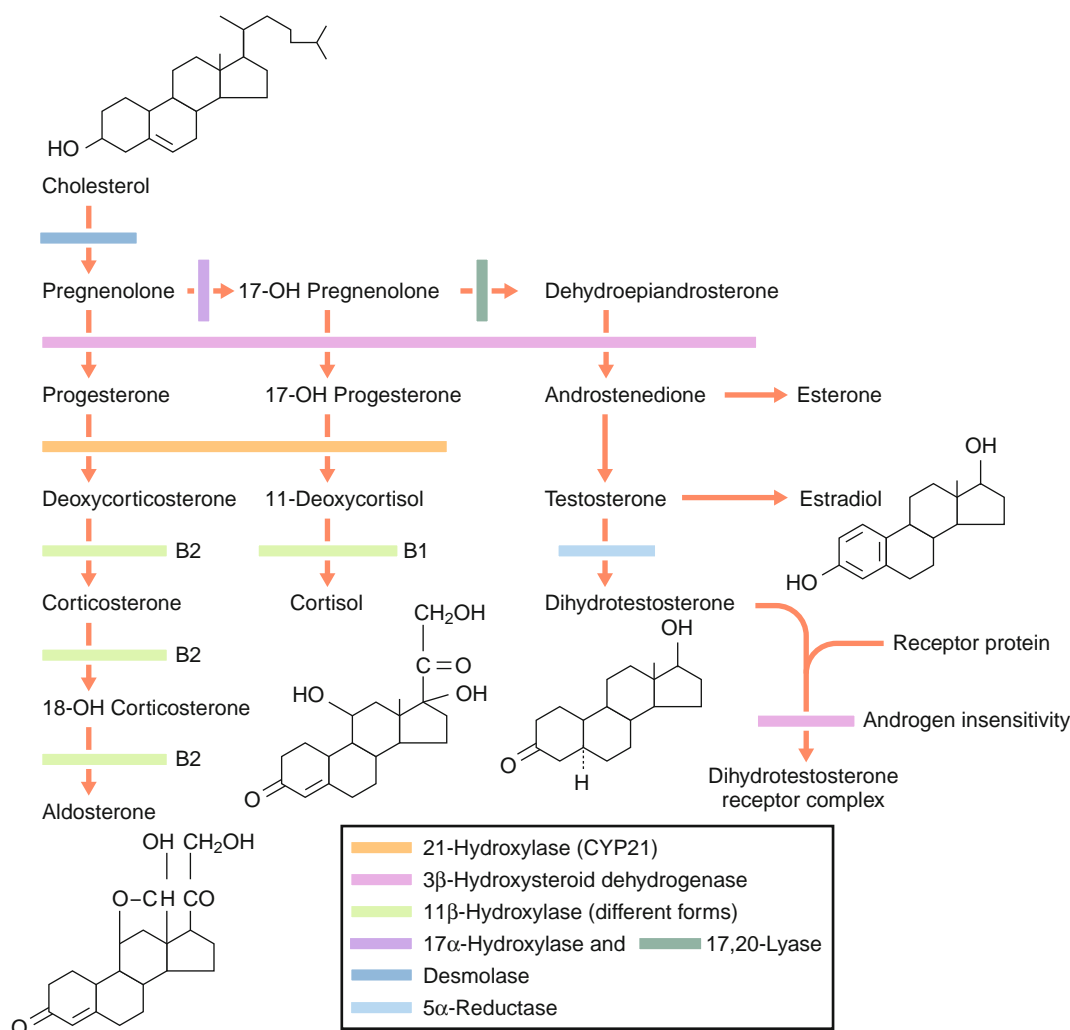 HO
Cholesterol
Pregnenolone
17-OH Pregnenolone
Dehydroepiandrosterone
Progesterone
17-OH Progesterone
Androstenedione
Esterone
OH
Deoxycorticosterone
11-Deoxycortisol
Testosterone
Estradiol
B2
B1
HO
Corticosterone
Cortisol
Dihydrotestosterone
CH2OH
OH
C=O
Receptor protein
B2
HO
OH
18-OH Corticosterone
Androgen insensitivity
B2
O
O
H
Dihydrotestosterone
receptor complex
Aldosterone
OH CH2OH
O–CH CO
O
21-Hydroxylase (CYP21)
3β-Hydroxysteroid dehydrogenase
11β-Hydroxylase (different forms)
17α-Hydroxylase and 17,20-Lyase
Desmolase
5α-Reductase